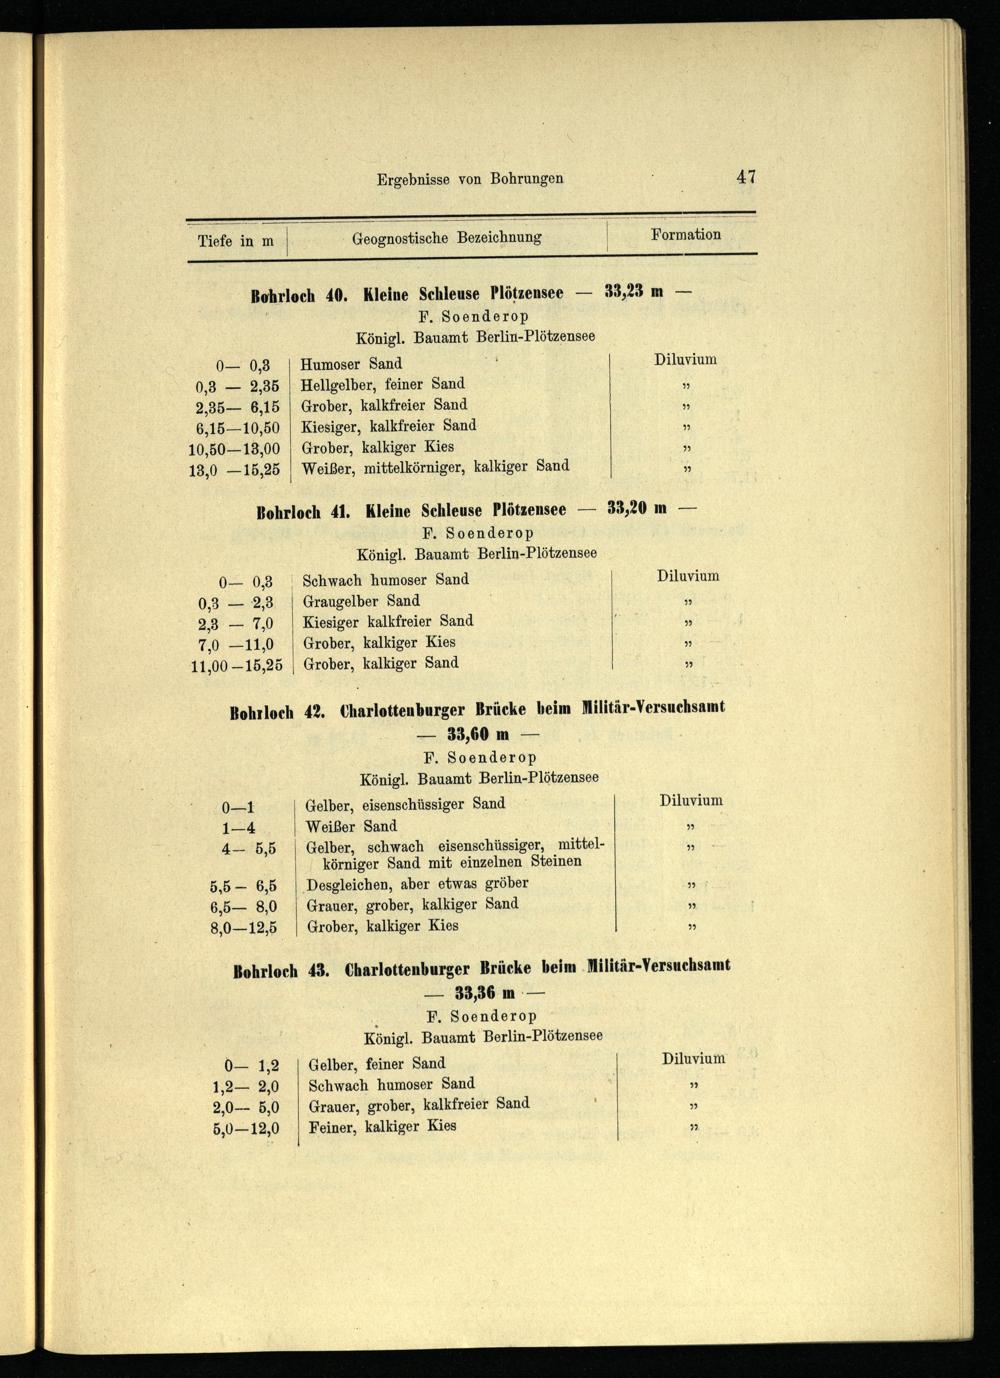 Ergebnisse von Bohrungen 47
Tiefe in m Geognostische Bezeichnung Formation
Bohrloch 40. Kleine Schleuse Plötzensee — 33,23 m —
F. Soenderop
Königl. Bauamt Berlin-Plötzensee
0— 0,3 Humoser Sand Diluvium
0,3 — 2,35 Hellgelber, feiner Sand „
2,35— 6,15 Grober, kalkfreier Sand „
6,15—10,50 Kiesiger, kalkfreier Sand „
10,50—13,00 Grober, kalkiger Kies „
13,0 —15,25 Weißer, mittelkörniger, kalkiger Sand „
Bohrloch 41. Kleine Schleuse Plötzensee — 33,20 m —
F. Soenderop
Königl. Bauamt Berlin-Plötzensee
0— 0,3 Schwach humoser Sand Diluvium
0,3 — 2,3 Graugelber Sand „
2,3 — 7,0 Kiesiger kalkfreier Sand „
7,0 —11,0 Grober, kalkiger Kies „
11,00—15,25 Grober, kalkiger Sand „
Bohrloch 42. Charlottenburger Brücke beim Militär-Versuchsamt
— 33,60 m —
F. Soenderop
Königl. Bauamt Berlin-Plötzensee
0—1 Gelber, eisenschüssiger Sand Diluvium
1—4 Weißer Sand „
4— 5,5 Gelber, schwach eisenschüssiger, mittel- „
körniger Sand mit einzelnen Steinen
5,5— 6,5 Desgleichen, aber etwas gröber „
6,5— 8,0 Grauer, grober, kalkiger Sand „
8,0—12,5 Grober, kalkiger Kies „
Bohrloch 43. Charlottenburger Brücke beim Militär-Versuchsamt
— 33,36 m —
F. Soenderop
Königl. Bauamt Berlin-Plötzensee
0— 1,2 Gelber, feiner Sand Diluvium
1,2— 2,0 Schwach humoser Sand „
2,0— 5,0 Grauer, grober, kalkfreier Sand „
5,0—12,0 Feiner, kalkiger Kies „